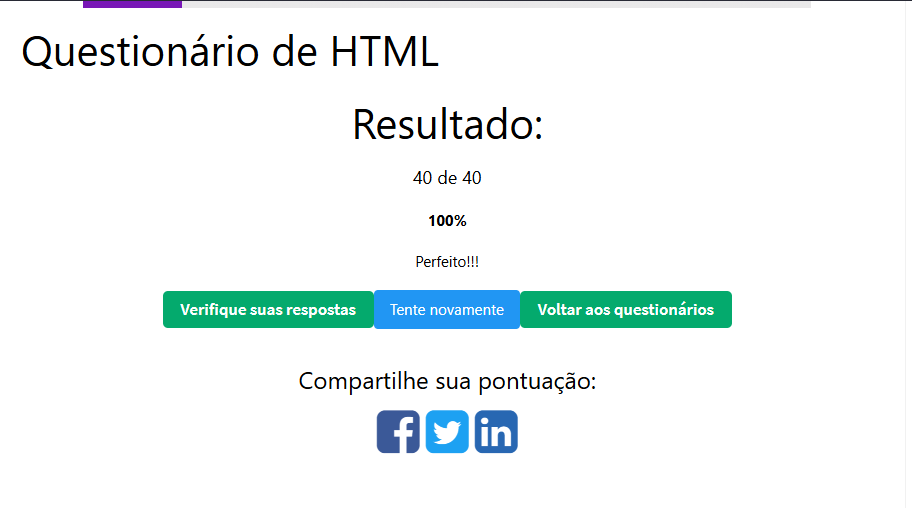 Questionário de HTML
Resultado:
40 de 40
100%
Perfeito!!!
Verifique suas respostas Tente novamente Voltar aos questionários
Compartilhe sua pontuação:
f in